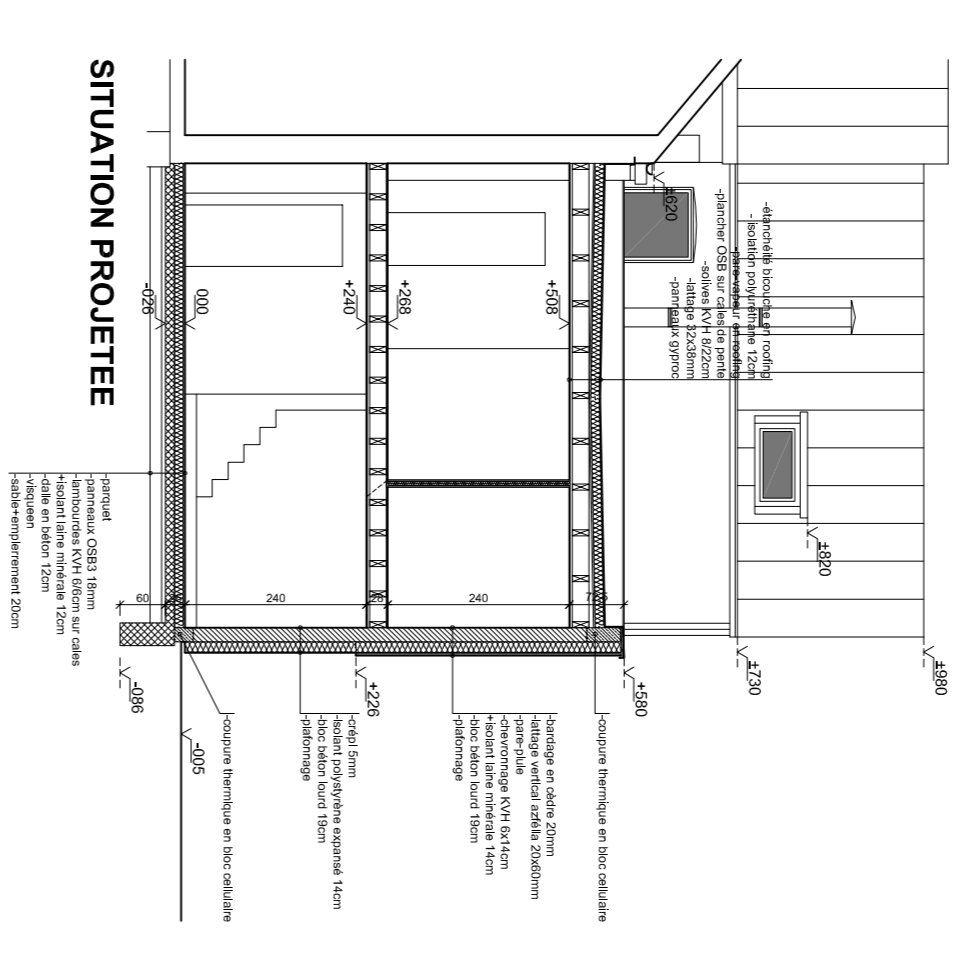 -étanchéité bicouche en roofing
- isolation polyuréthane 12cm
-pare-vapeur en roofing
-plancher OSB sur cales de pente
-solives KVH 8/22cm
-lattage 32x38mm
-panneaux gyproc
±980
±730
±820
±620
+580
+508
+268
+240
000
-026
+226
-005
-086
60
240
28
240
-coupure thermique en bloc cellulaire
-bardage en cèdre 20mm
-lattage vertical azfélia 20x60mm
-pare-pluie
-chevronnage KVH 6x14cm
+isolant laine minérale 14cm
-bloc béton lourd 19cm
-plafonnage
-crépi 5mm
-isolant polystyrène expansé 14cm
-bloc béton lourd 19cm
-plafonnage
-coupure thermique en bloc cellulaire
-parquet
-panneaux OSB3 18mm
-lambourdes KVH 6/6cm sur cales
+isolant laine minérale 12cm
-dalle en béton 12cm
-visqueen
-sable+empierrement 20cm
SITUATION PROJETEE